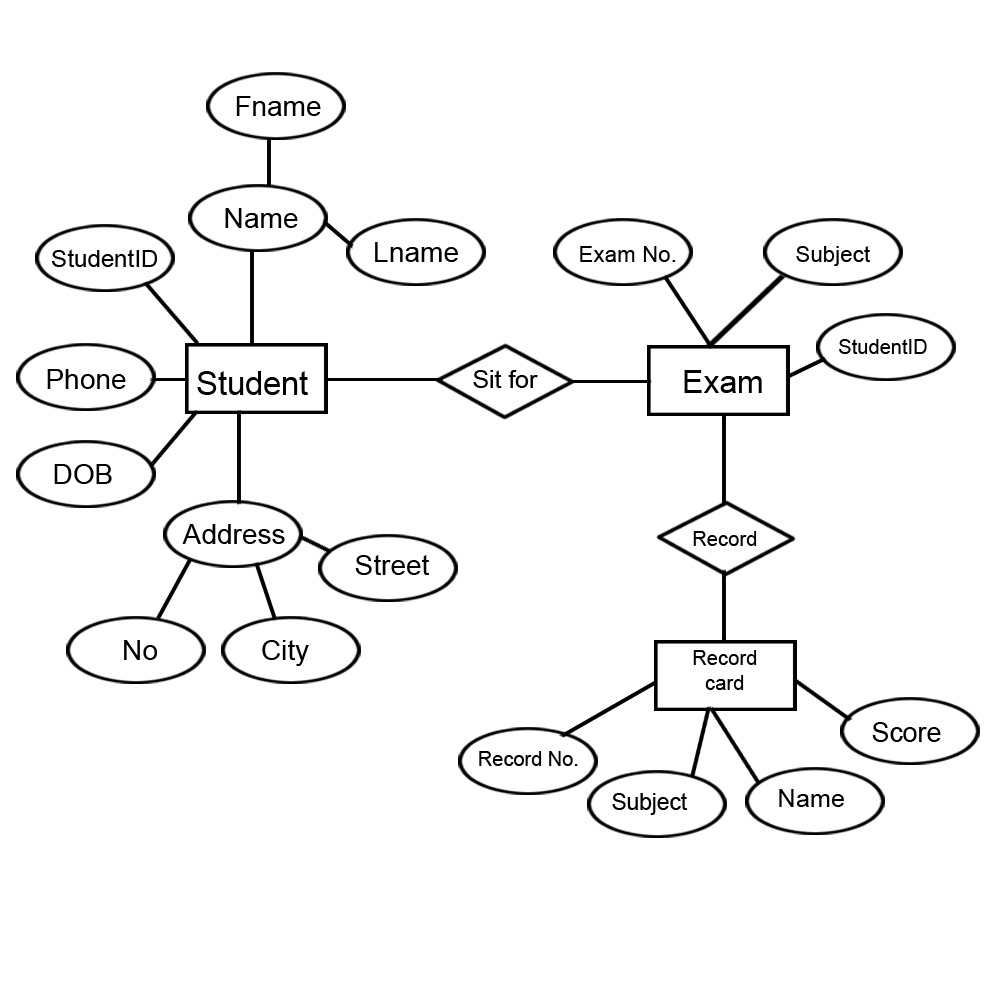 Fname
Name
Lname
StudentID
Phone
Student
DOB
Address
Street
No
City
Sit for
Exam No.
Subject
StudentID
Exam
Record
Record
card
Record No.
Subject
Name
Score